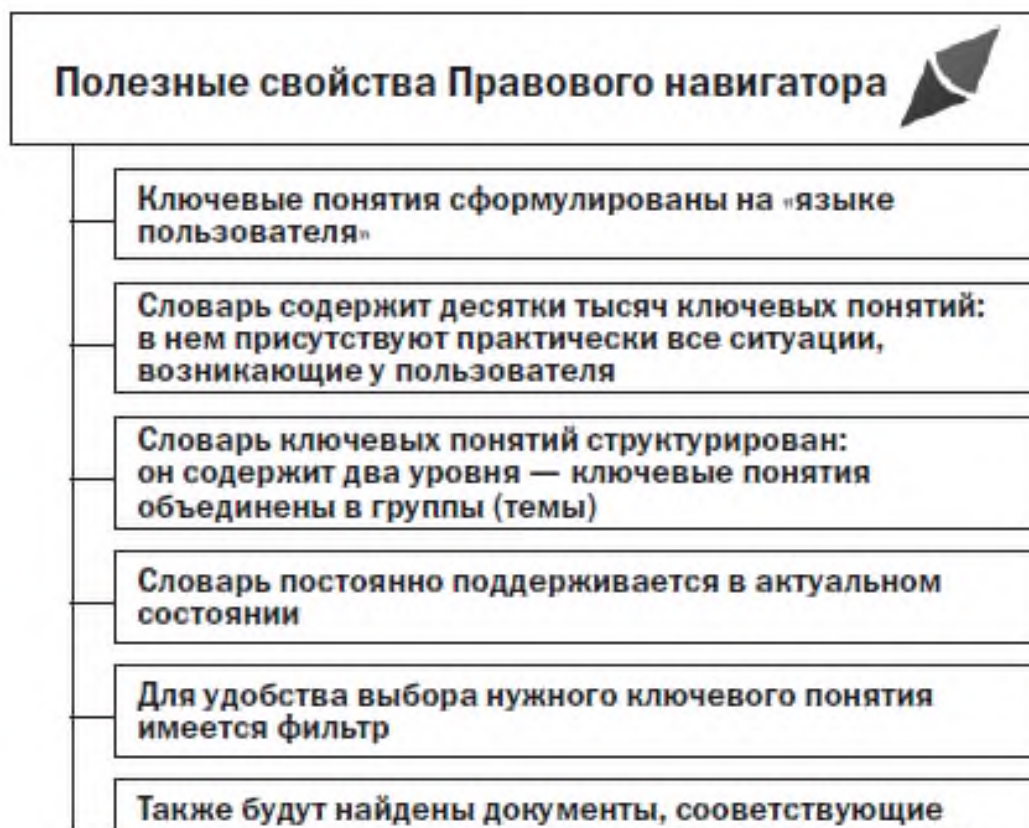 Полезные свойства Правового навигатора
Ключевые понятия сформулированы на «языке
пользователя»
Словарь содержит десятки тысяч ключевых понятий:
в нем присутствуют практически все ситуации,
возникающие у пользователя
Словарь ключевых понятий структурирован:
он содержит два уровня — ключевые понятия
объединены в группы (темы)
Словарь постоянно поддерживается в актуальном
состоянии
Для удобства выбора нужного ключевого понятия
имеется фильтр
Также будут найдены документы, сооветствующие